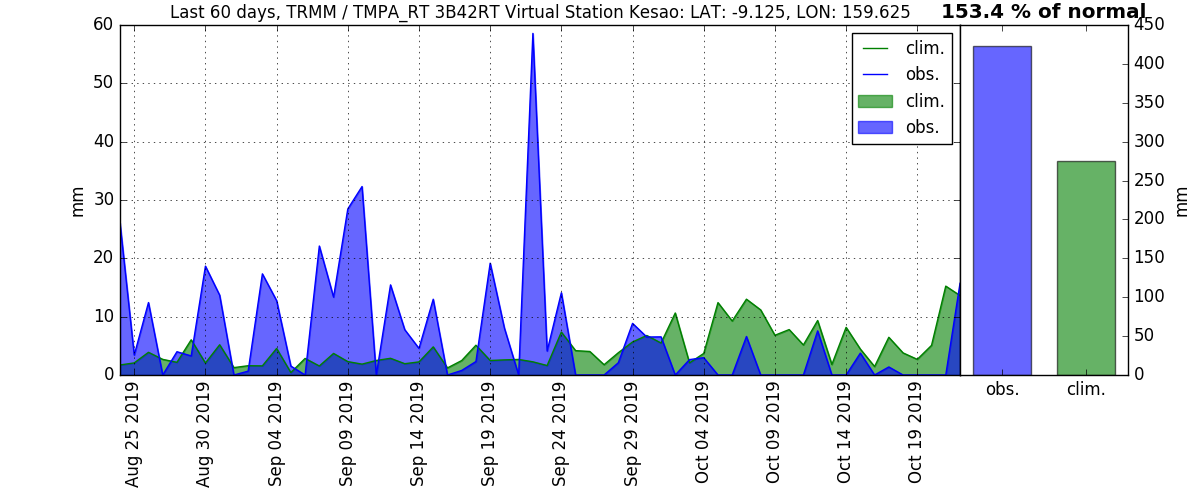 Last 60 days, TRMM / TMPA_RT 3B42RT Virtual Station Kesao: LAT: -9.125, LON: 159.625
153.4 % of normal
60
50
40
30
20
10
0
mm
clim.
obs.
clim.
obs.
450
400
350
300
250
200
150
100
50
0
mm
Aug 25 2019
Aug 30 2019
Sep 04 2019
Sep 09 2019
Sep 14 2019
Sep 19 2019
Sep 24 2019
Sep 29 2019
Oct 04 2019
Oct 09 2019
Oct 14 2019
Oct 19 2019
obs.
clim.